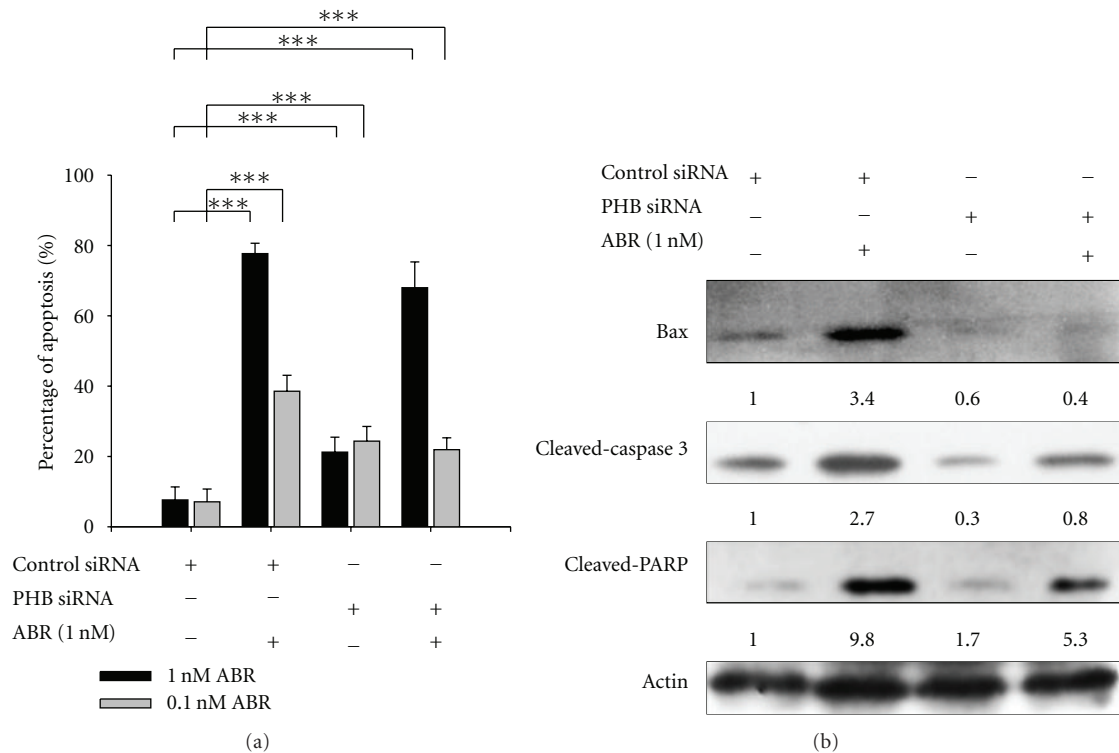 ***
***
***
***
***
***
100
80
60
40
20
0
Percentage of apoptosis (%)
Control siRNA + + − −
PHB siRNA − − + +
ABR (1 nM) − + − +
1 nM ABR
0.1 nM ABR
(a)
Control siRNA + + − −
PHB siRNA − − + +
ABR (1 nM) − + − +
Bax
1 3.4 0.6 0.4
Cleaved-caspase 3
1 2.7 0.3 0.8
Cleaved-PARP
1 9.8 1.7 5.3
Actin
(b)